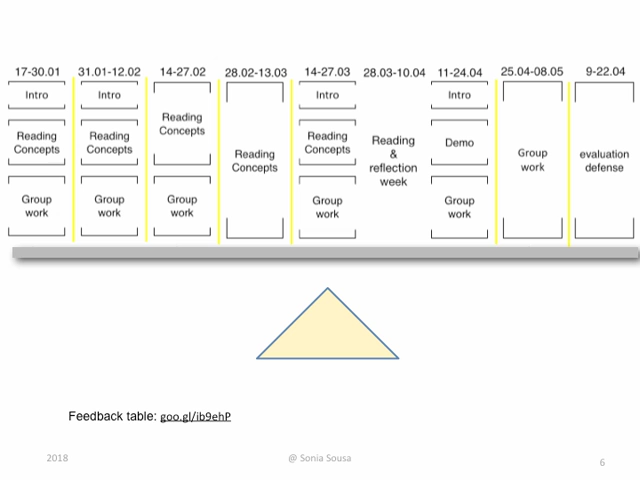 17-30.01
31.01-12.02
14-27.02
28.02-13.03
14-27.03
28.03-10.04
11-24.04
25.04-08.05
9-22.04
Intro
Reading
Concepts
Group
work
Intro
Reading
Concepts
Group
work
Reading
Concepts
Group
work
Reading
Concepts
Intro
Reading
Concepts
Group
work
Reading
&
reflection
week
Intro
Demo
Group
work
Group
work
evaluation
defense
Feedback table: goo.gl/ib9ehP
2018
@ Sonia Sousa
6